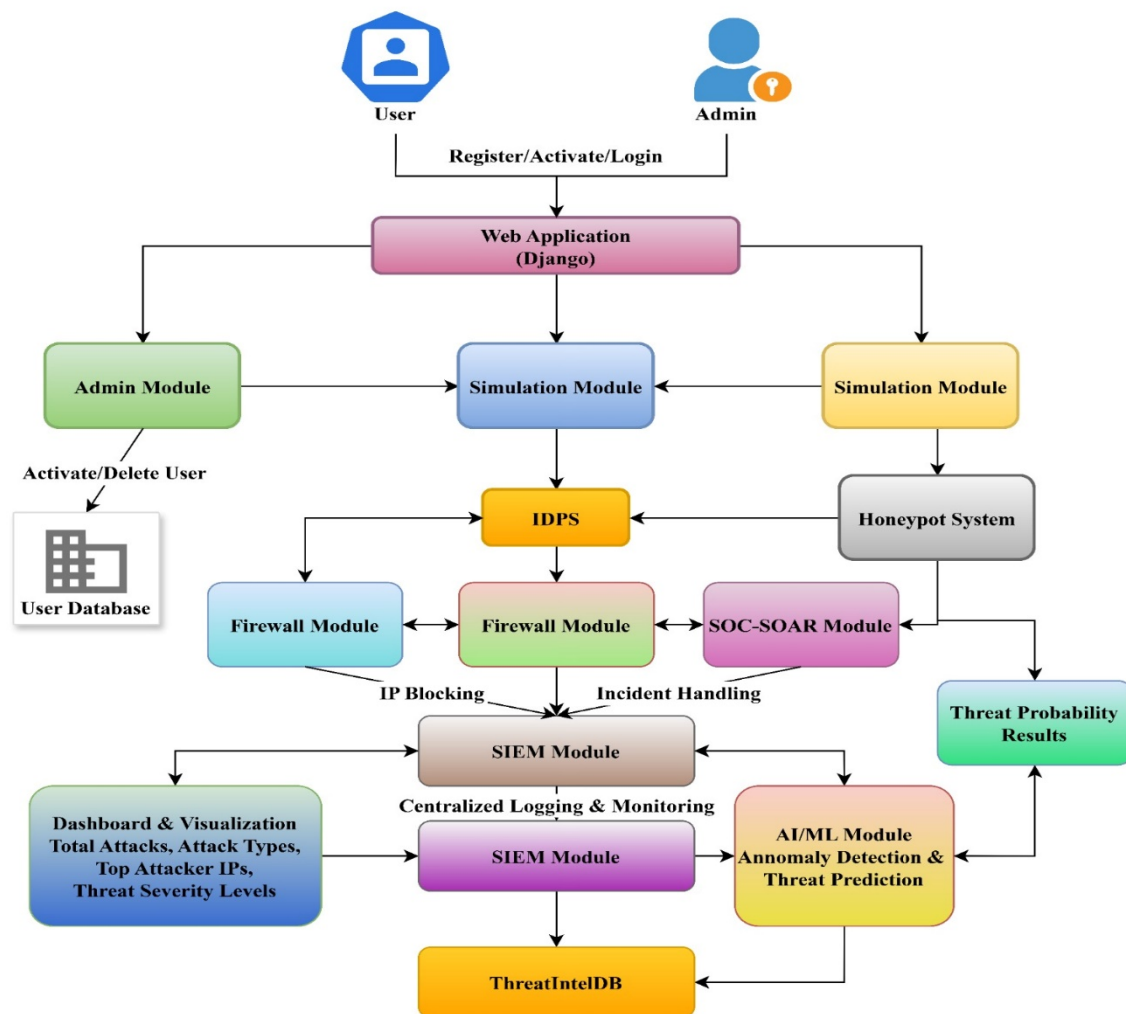 User
Admin
Register/Activate/Login
Web Application
(Django)
Admin Module
Simulation Module
Simulation Module
Activate/Delete User
User Database
IDPS
Honeypot System
Firewall Module
Firewall Module
SOC-SOAR Module
IP Blocking
Incident Handling
Threat Probability
Results
SIEM Module
Centralized Logging & Monitoring
Dashboard & Visualization
Total Attacks, Attack Types,
Top Attacker IPs,
Threat Severity Levels
SIEM Module
AI/ML Module
Annomaly Detection &
Threat Prediction
ThreatIntelDB